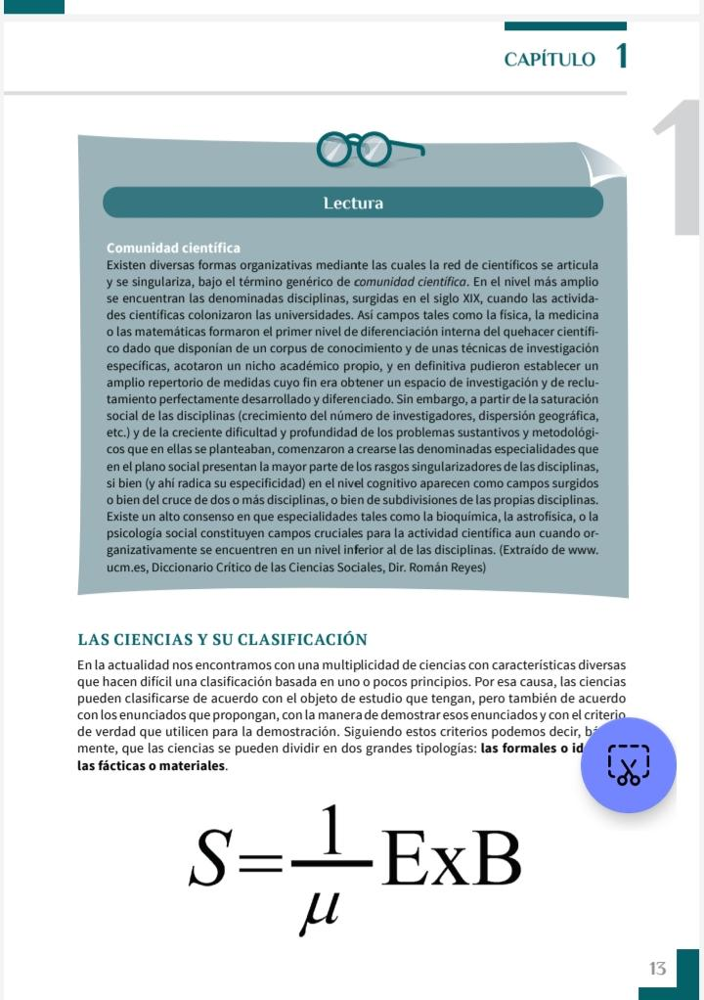 CAPÍTULO 1
1
Lectura
Comunidad científica
Existen diversas formas organizativas mediante las cuales la red de científicos se articula
y se singulariza, bajo el término genérico de comunidad científica. En el nivel más amplio
se encuentran las denominadas disciplinas, surgidas en el siglo XIX, cuando las activida-
des científicas colonizaron las universidades. Así campos tales como la física, la medicina
o las matemáticas formaron el primer nivel de diferenciación interna del quehacer científi-
co dado que disponían de un corpus de conocimiento y de unas técnicas de investigación
específicas, acotaron un nicho académico propio, y en definitiva pudieron establecer un
amplio repertorio de medidas cuyo fin era obtener un espacio de investigación y de reclu-
tamiento perfectamente desarrollado y diferenciado. Sin embargo, a partir de la saturación
social de las disciplinas (crecimiento del número de investigadores, dispersión geográfica,
etc.) y de la creciente dificultad y profundidad de los problemas sustantivos y metodológi-
cos que en ellas se planteaban, comenzaron a crearse las denominadas especialidades que
en el plano social presentan la mayor parte de los rasgos singularizadores de las disciplinas,
si bien (y ahí radica su especificidad) en el nivel cognitivo aparecen como campos surgidos
o bien del cruce de dos o más disciplinas, o bien de subdivisiones de las propias disciplinas.
Existe un alto consenso en que especialidades tales como la bioquímica, la astrofísica, o la
psicología social constituyen campos cruciales para la actividad científica aun cuando or-
ganizativamente se encuentren en un nivel inferior al de las disciplinas. (Extraído de www.
ucm.es, Diccionario Crítico de las Ciencias Sociales, Dir. Román Reyes)
LAS CIENCIAS Y SU CLASIFICACIÓN
En la actualidad nos encontramos con una multiplicidad de ciencias con características diversas
que hacen difícil una clasificación basada en uno o pocos principios. Por esa causa, las ciencias
pueden clasificarse de acuerdo con el objeto de estudio que tengan, pero también de acuerdo
con los enunciados que propongan, con la manera de demostrar esos enunciados y con el criterio
de verdad que utilicen para la demostración. Siguiendo estos criterios podemos decir,
mente, que las ciencias se pueden dividir en dos grandes tipologías: las formales o
las fácticas o materiales.
S = 1/μ ExB
13